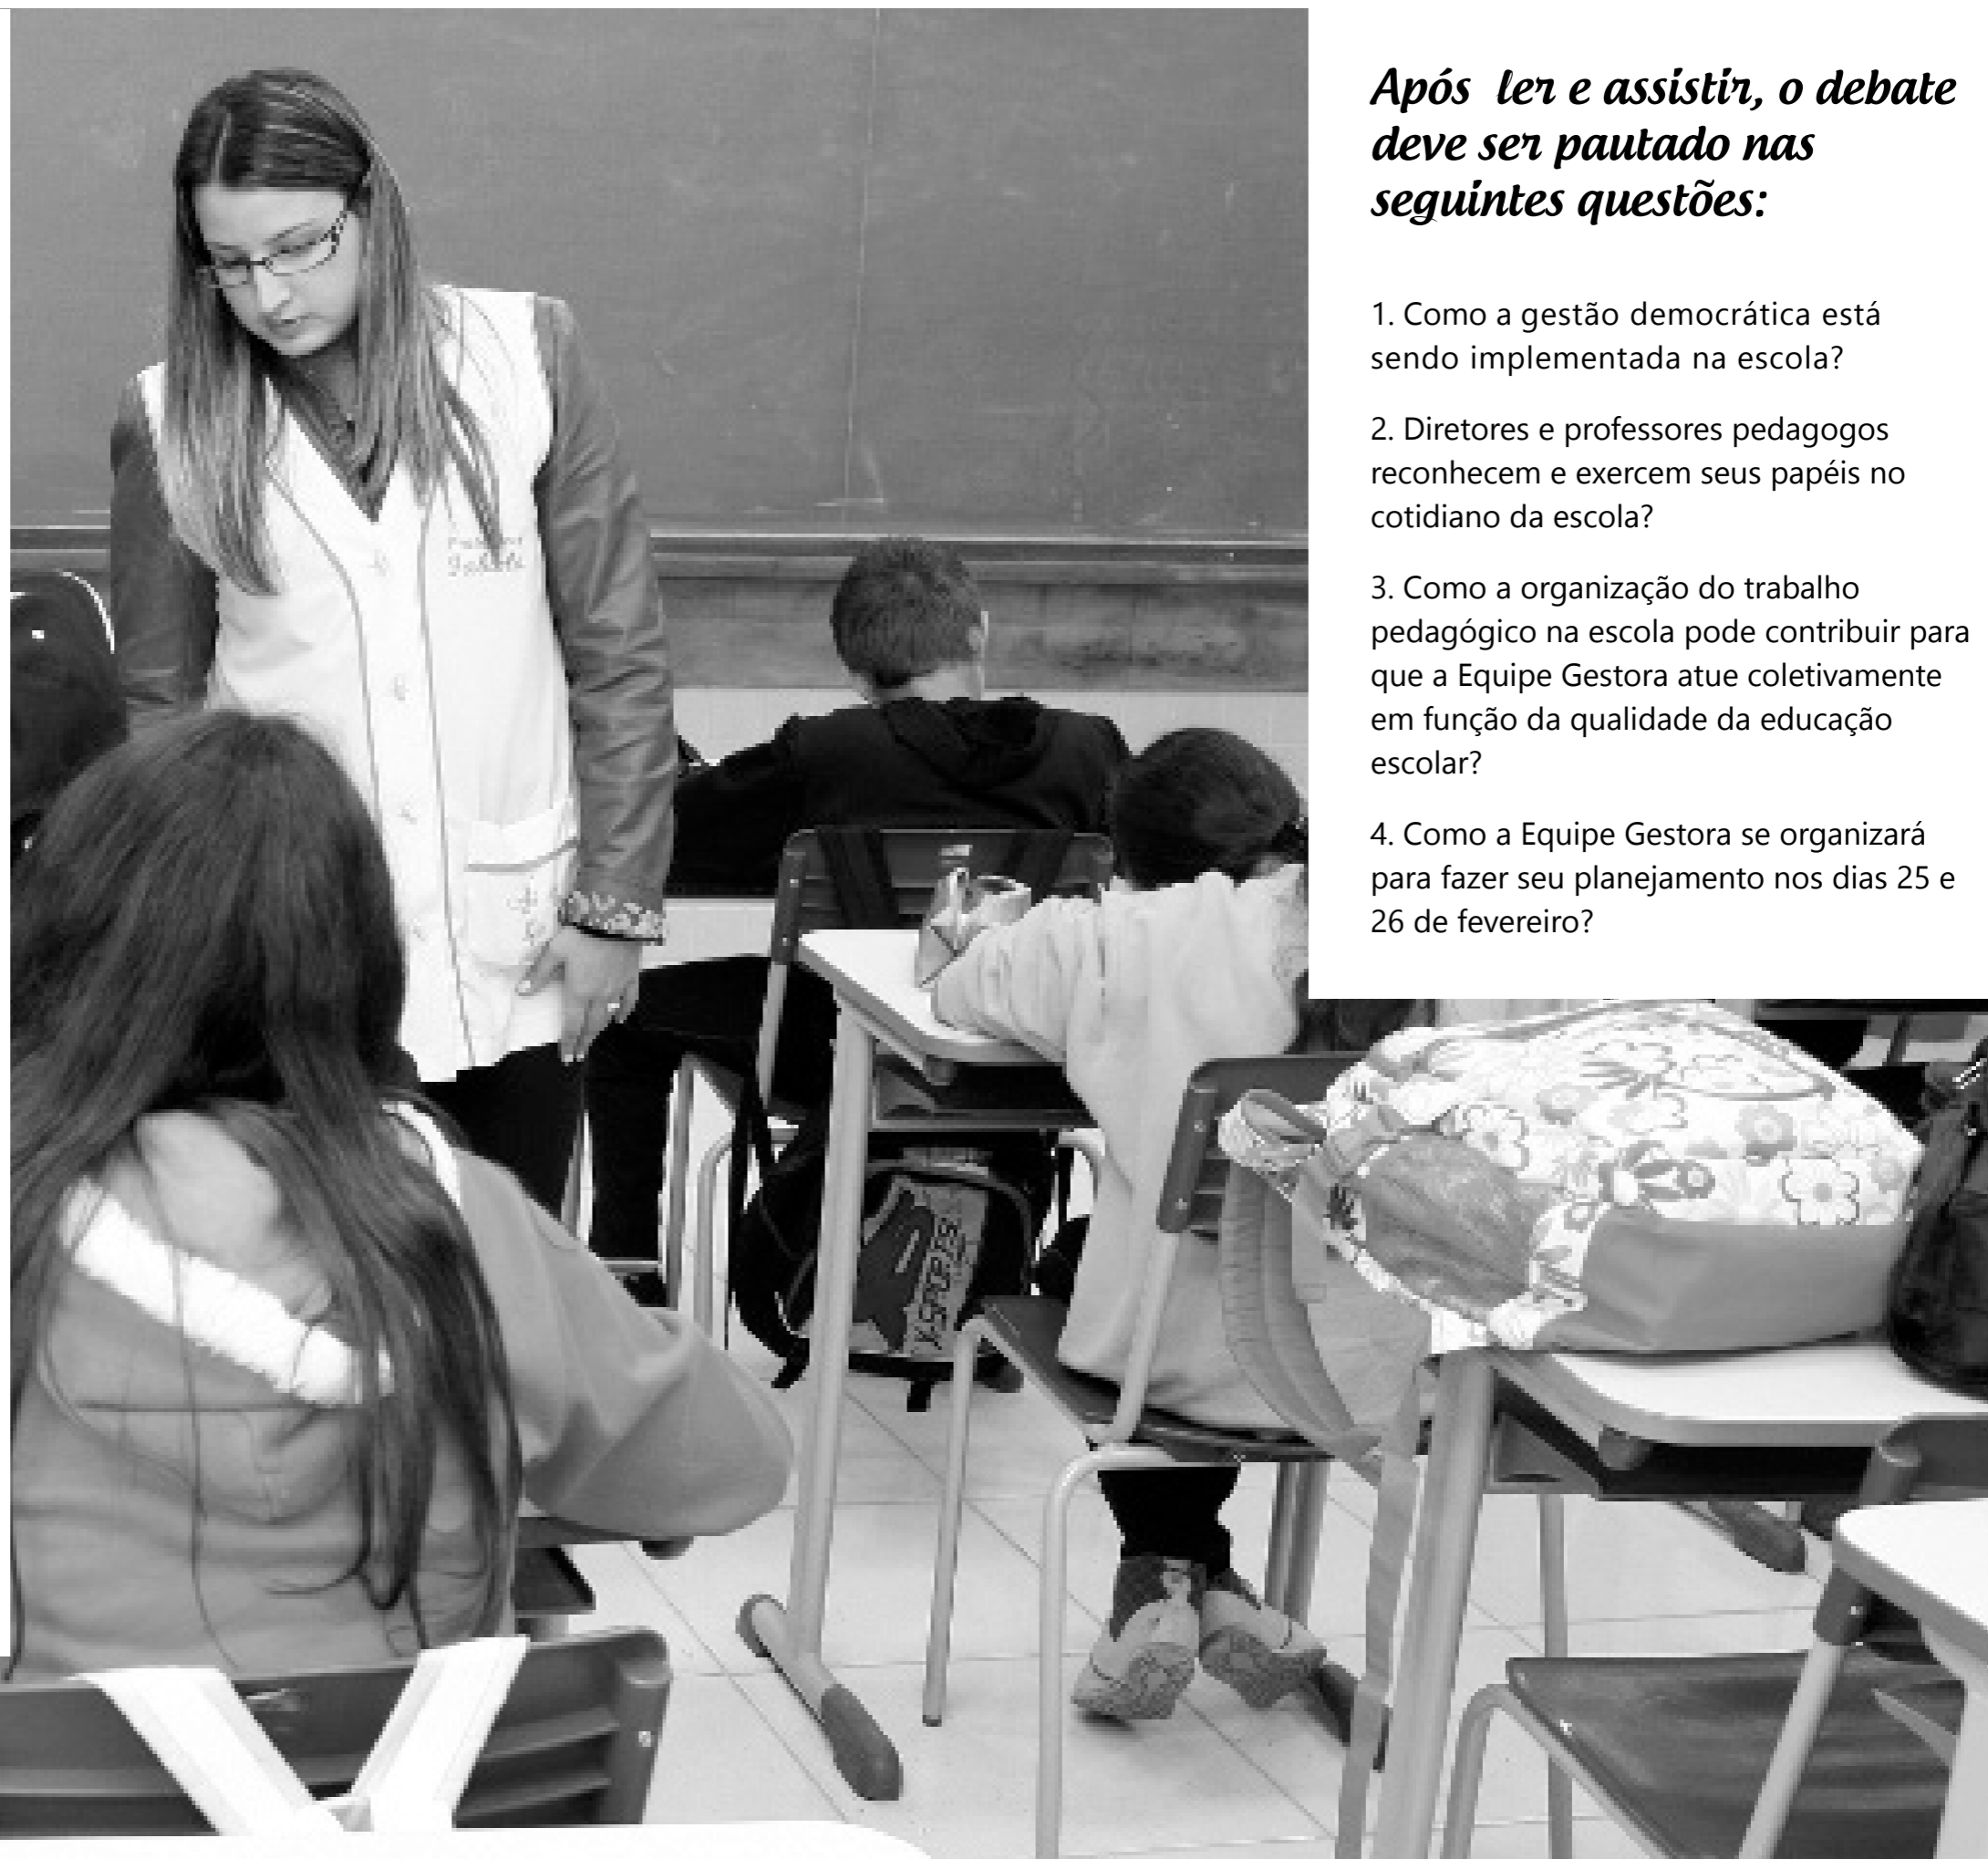 Após ler e assistir, o debate
deve ser pautado nas
seguintes questões:
1. Como a gestão democrática está
sendo implementada na escola?
2. Diretores e professores pedagogos
reconhecem e exercem seus papéis no
cotidiano da escola?
3. Como a organização do trabalho
pedagógico na escola pode contribuir para
que a Equipe Gestora atue coletivamente
em função da qualidade da educação
escolar?
4. Como a Equipe Gestora se organizará
para fazer seu planejamento nos dias 25 e
26 de fevereiro?
X-SPORTS